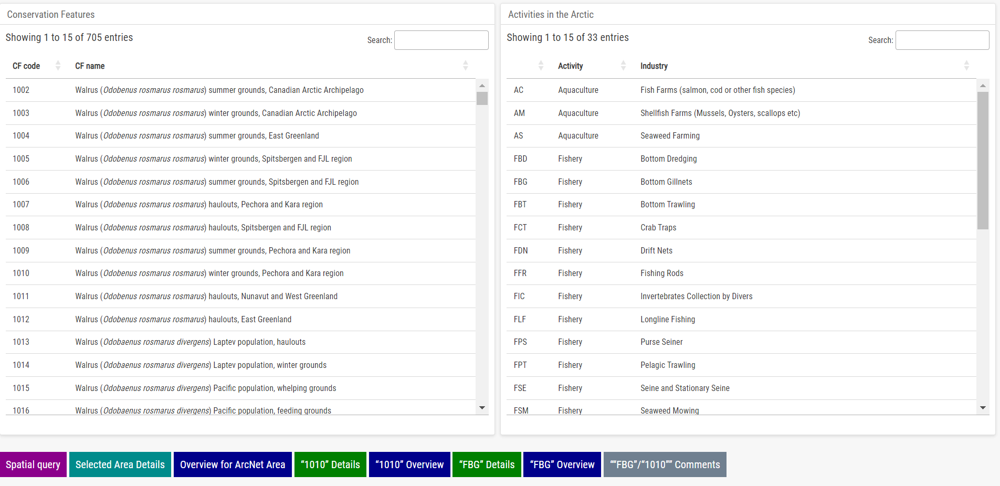 Conservation Features
Showing 1 to 15 of 705 entries
Search:
CF code CF name
1002 Walrus (Odobenus rosmarus rosmarus) summer grounds, Canadian Arctic Archipelago
1003 Walrus (Odobenus rosmarus rosmarus) winter grounds, Canadian Arctic Archipelago
1004 Walrus (Odobenus rosmarus rosmarus) summer grounds, East Greenland
1005 Walrus (Odobenus rosmarus rosmarus) winter grounds, Spitsbergen and FJL region
1006 Walrus (Odobenus rosmarus rosmarus) summer grounds, Spitsbergen and FJL region
1007 Walrus (Odobenus rosmarus rosmarus) haulouts, Pechora and Kara region
1008 Walrus (Odobenus rosmarus rosmarus) haulouts, Spitsbergen and FJL region
1009 Walrus (Odobenus rosmarus rosmarus) summer grounds, Pechora and Kara region
1010 Walrus (Odobenus rosmarus rosmarus) winter grounds, Pechora and Kara region
1011 Walrus (Odobenus rosmarus rosmarus) haulouts, Nunavut and West Greenland
1012 Walrus (Odobenus rosmarus rosmarus) haulouts, East Greenland
1013 Walrus (Odobaenus rosmarus divergens) Laptev population, haulouts
1014 Walrus (Odobaenus rosmarus divergens) Laptev population, winter grounds
1015 Walrus (Odobaenus rosmarus divergens) Pacific population, whelping grounds
1016 Walrus (Odobaenus rosmarus divergens) Pacific population, feeding grounds
Activities in the Arctic
Showing 1 to 15 of 33 entries
Search:
Activity Industry
AC Aquaculture Fish Farms (salmon, cod or other fish species)
AM Aquaculture Shellfish Farms (Mussels, Oysters, scallops etc)
AS Aquaculture Seaweed Farming
FBD Fishery Bottom Dredging
FBG Fishery Bottom Gillnets
FBT Fishery Bottom Trawling
FCT Fishery Crab Traps
FDN Fishery Drift Nets
FFR Fishery Fishing Rods
FIC Fishery Invertebrates Collection by Divers
FLF Fishery Longline Fishing
FPS Fishery Purse Seiner
FPT Fishery Pelagic Trawling
FSE Fishery Seine and Stationary Seine
FSM Fishery Seaweed Mowing
Spatial query
Selected Area Details
Overview for ArcNet Area
“1010” Details
“1010” Overview
“FBG” Details
“FBG” Overview
““FBG”/“1010”” Comments